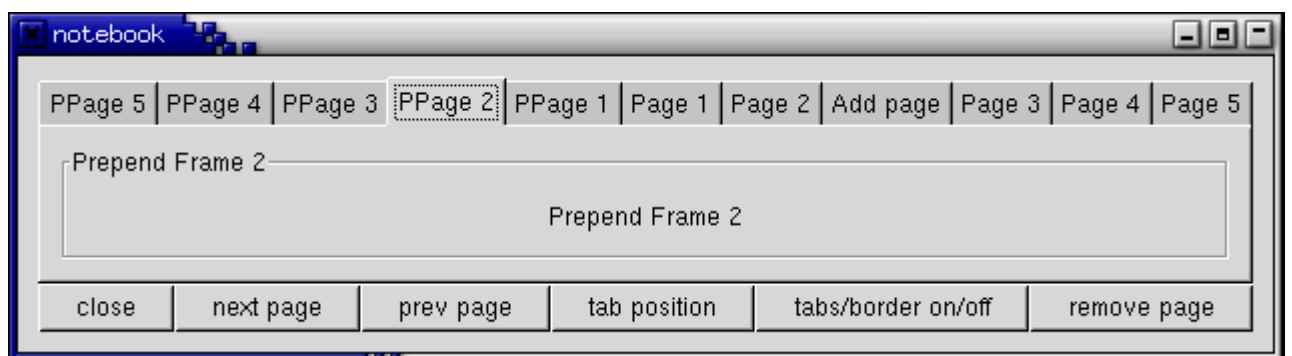 notebook
PPage 5 PPage 4 PPage 3 PPage 2 PPage 1 Page 1 Page 2 Add page Page 3 Page 4 Page 5
Prepend Frame 2
Prepend Frame 2
close next page prev page tab position tabs/border on/off remove page